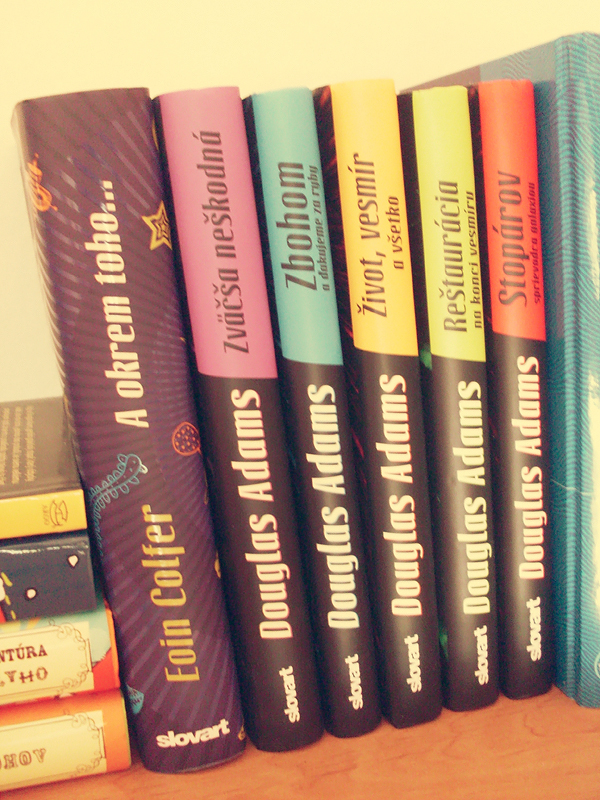 A okrem toho...
Eoin Colfer
slovart
Zväčša neškodná
Douglas Adams
slovart
Zbohom
a ďakujeme za ryby
Douglas Adams
slovart
Život, vesmír
a všetko
Douglas Adams
slovart
Reštaurácia
na konci vesmíru
Douglas Adams
slovart
Stopárov
sprievodca galaxiou
Douglas Adams
slovart